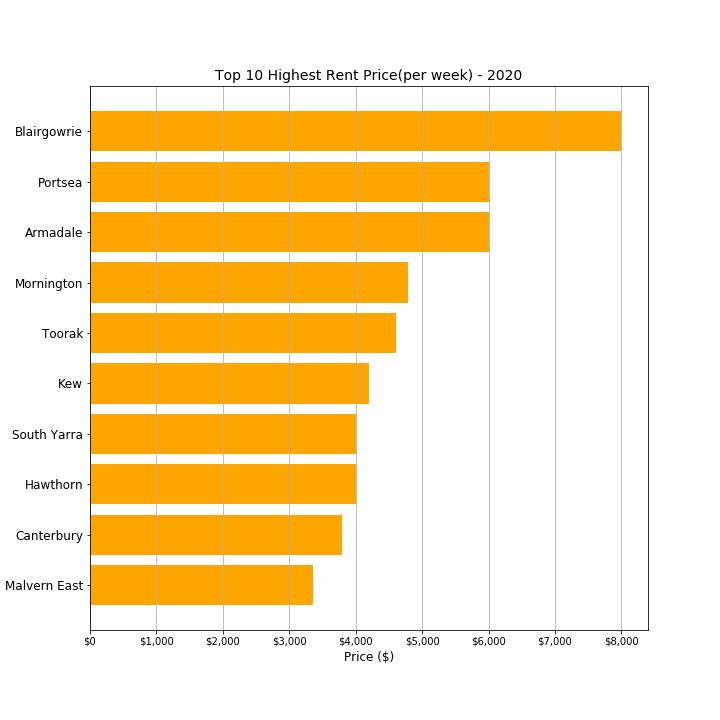 Top 10 Highest Rent Price(per week) - 2020
Blairgowrie
Portsea
Armadale
Mornington
Toorak
Kew
South Yarra
Hawthorn
Canterbury
Malvern East
$0 $1,000 $2,000 $3,000 $4,000 $5,000 $6,000 $7,000 $8,000
Price ($)